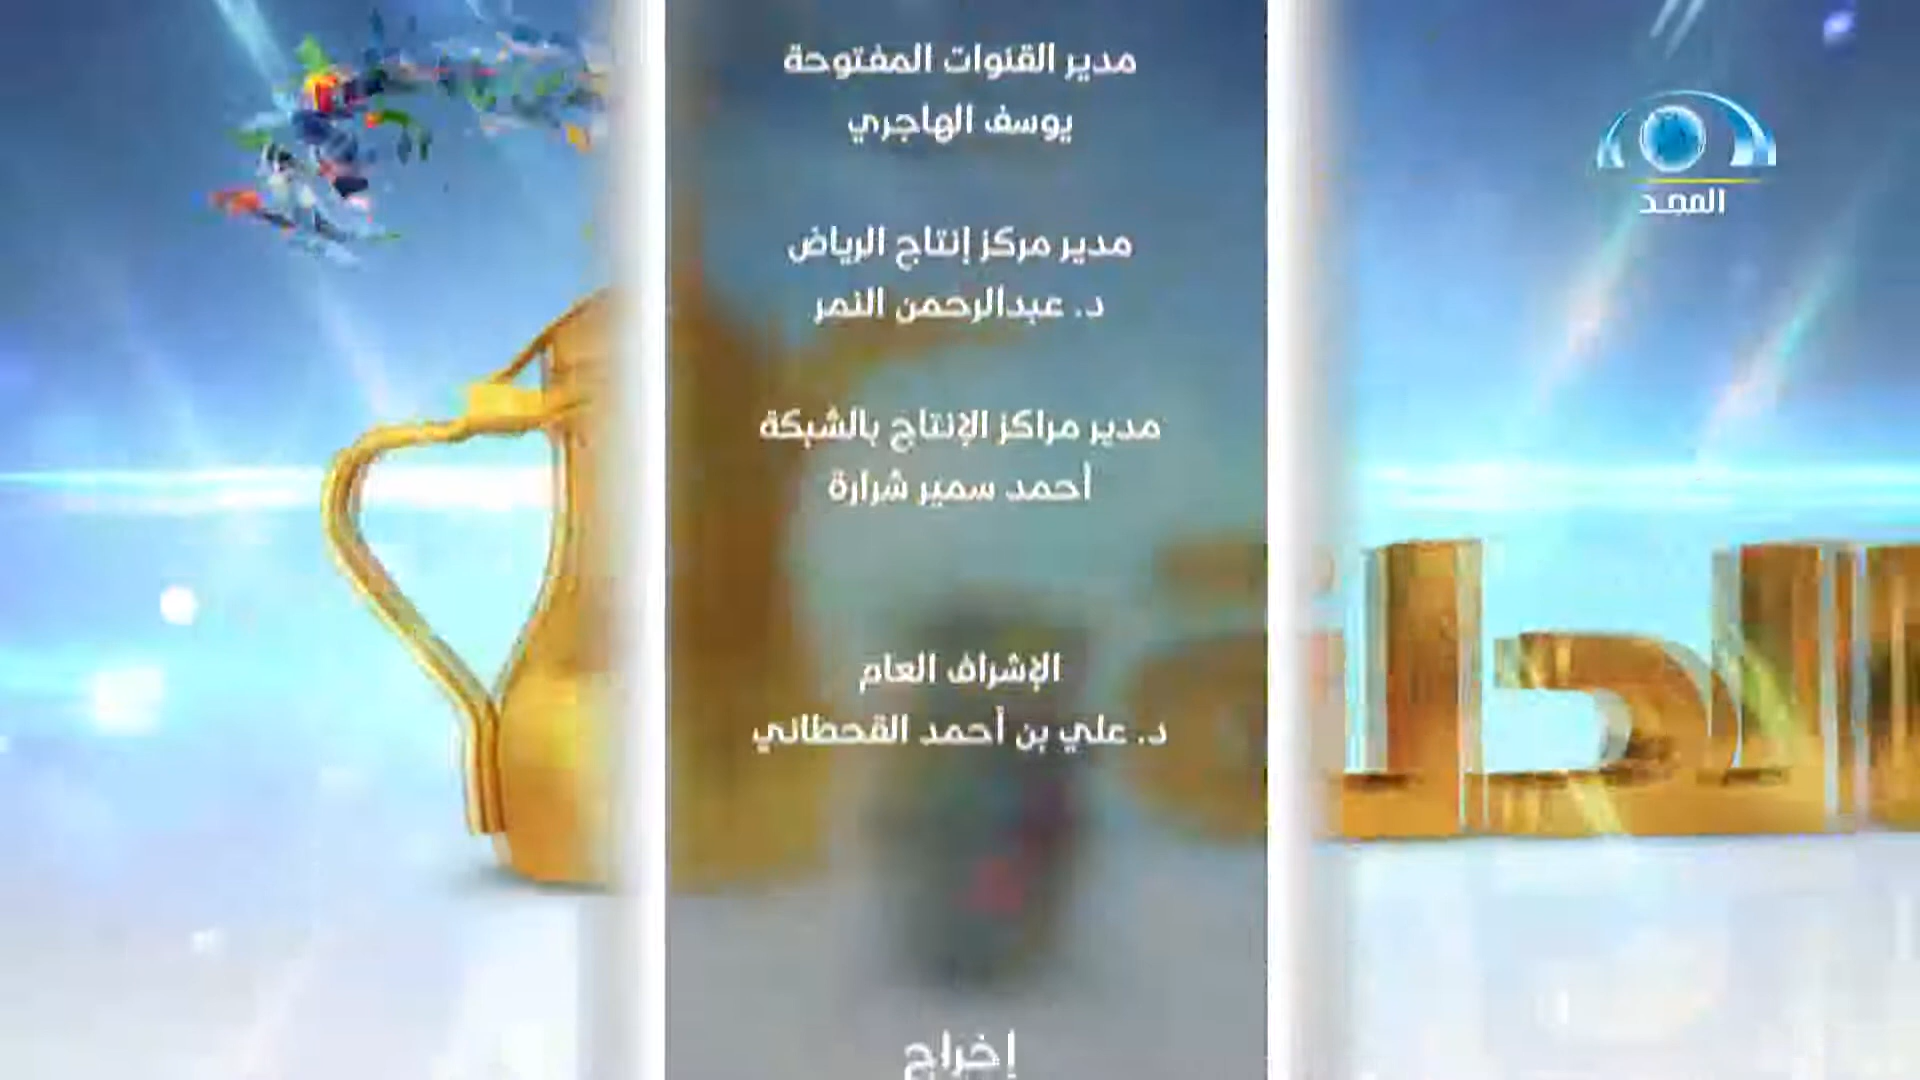 مدير القنوات المفتوحة
يوسف الهاجري
المجد
مدير مركز إنتاج الرياض
د. عبدالرحمن النمر
مدير مراكز الإنتاج بالشبكة
أحمد سمير شرارة
الإشراف العام
د. علي بن أحمد القحطاني
إخراج